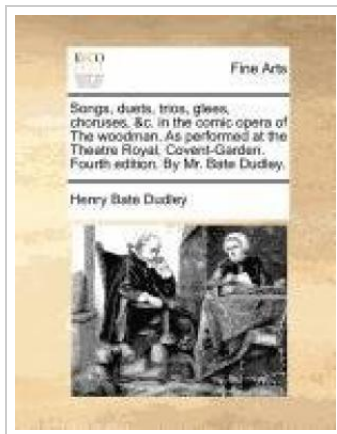 ECCO
Fine Arts
Songs, duets, trios, glees,
choruses, &c. in the comic opera of
The woodman. As performed at the
Theatre Royal, Covent-Garden.
Fourth edition. By Mr. Bate Dudley.
Henry Bate Dudley